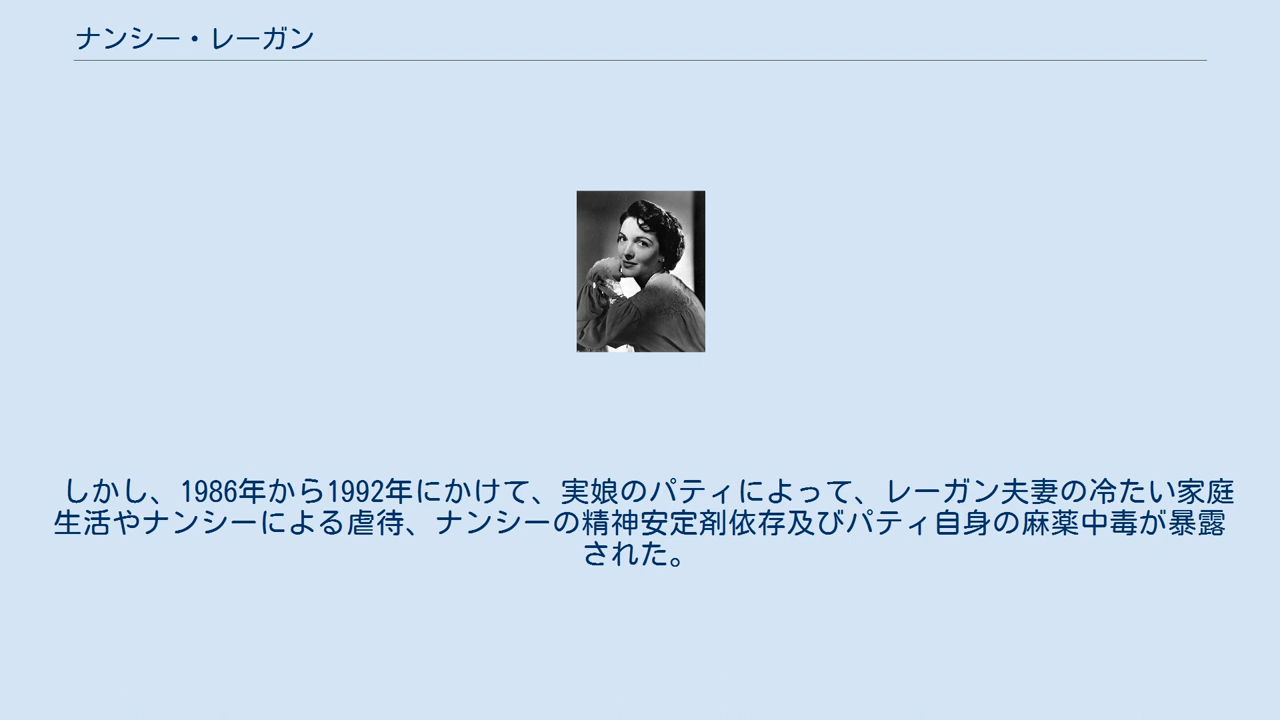 ナンシー・レーガン
しかし、1986年から1992年にかけて、実娘のパティによって、レーガン夫妻の冷たい家庭
生活やナンシーによる虐待、ナンシーの精神安定剤依存及びパティ自身の麻薬中毒が暴露
された。